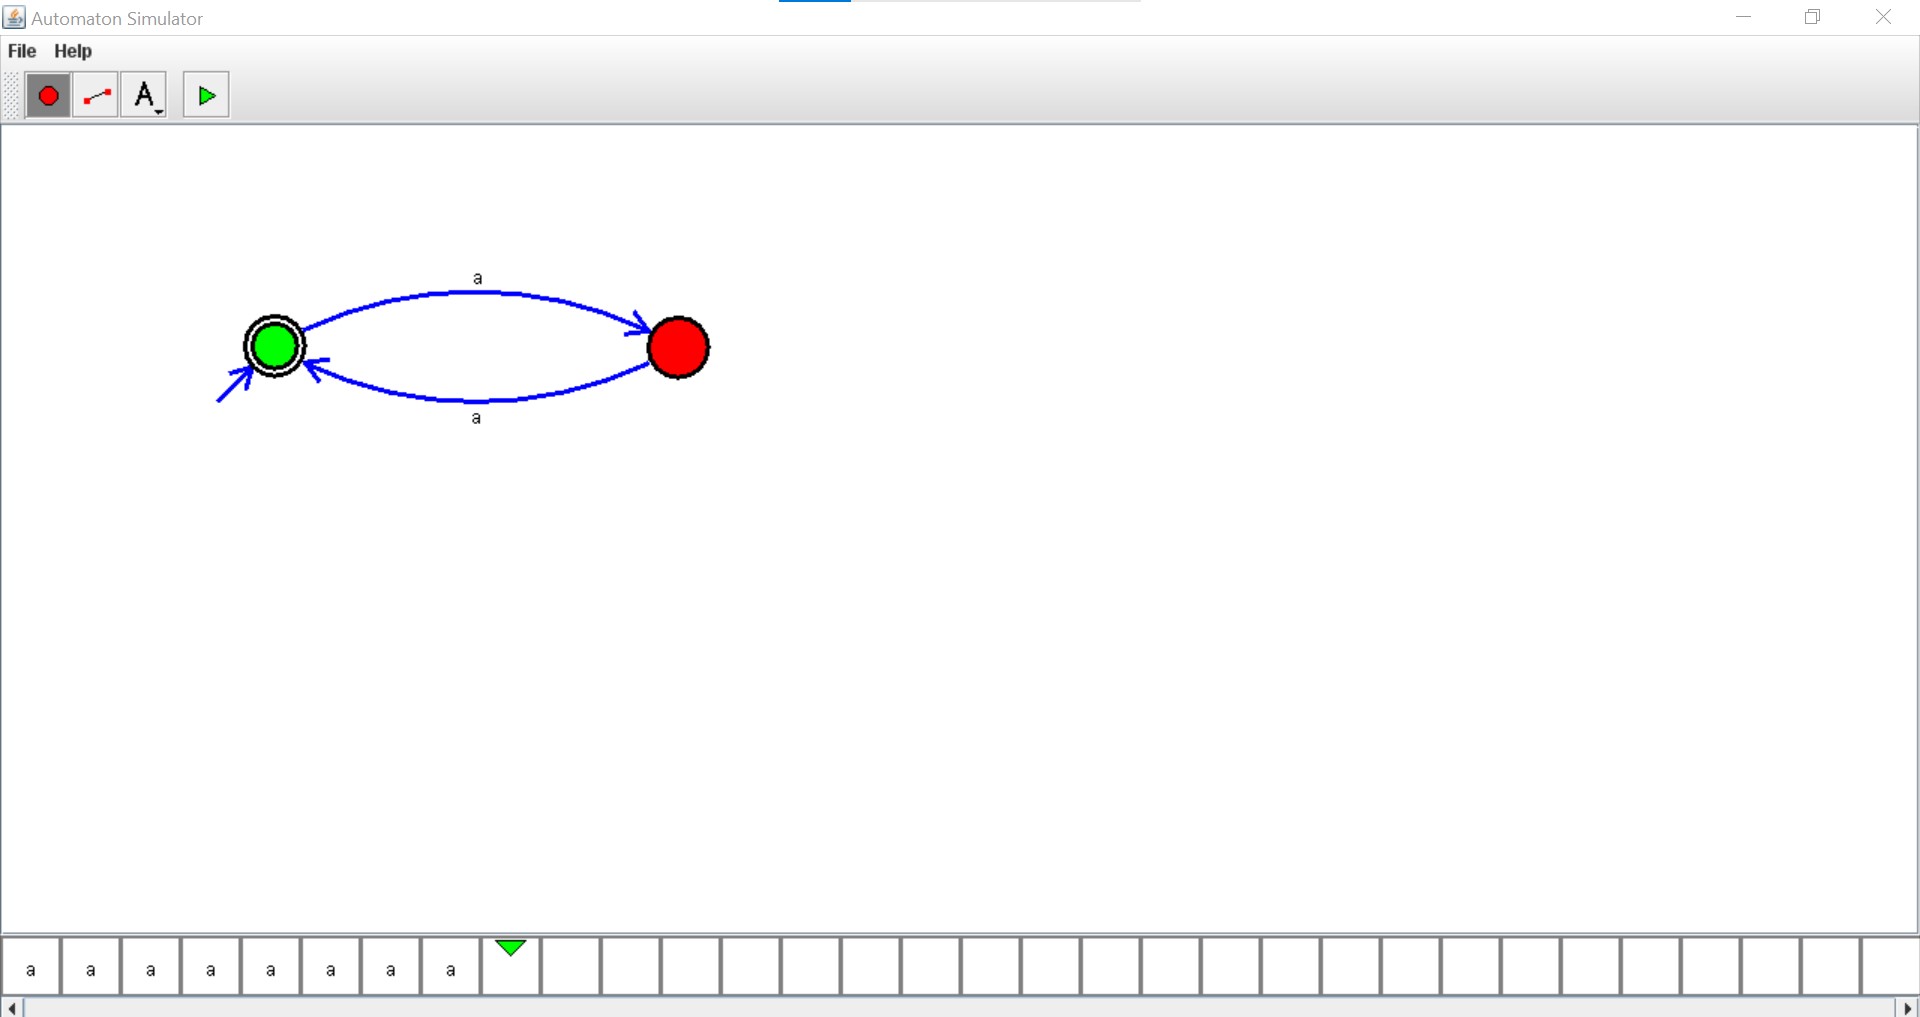 Automaton Simulator
File Help
A
a
a
a a a a a a a a